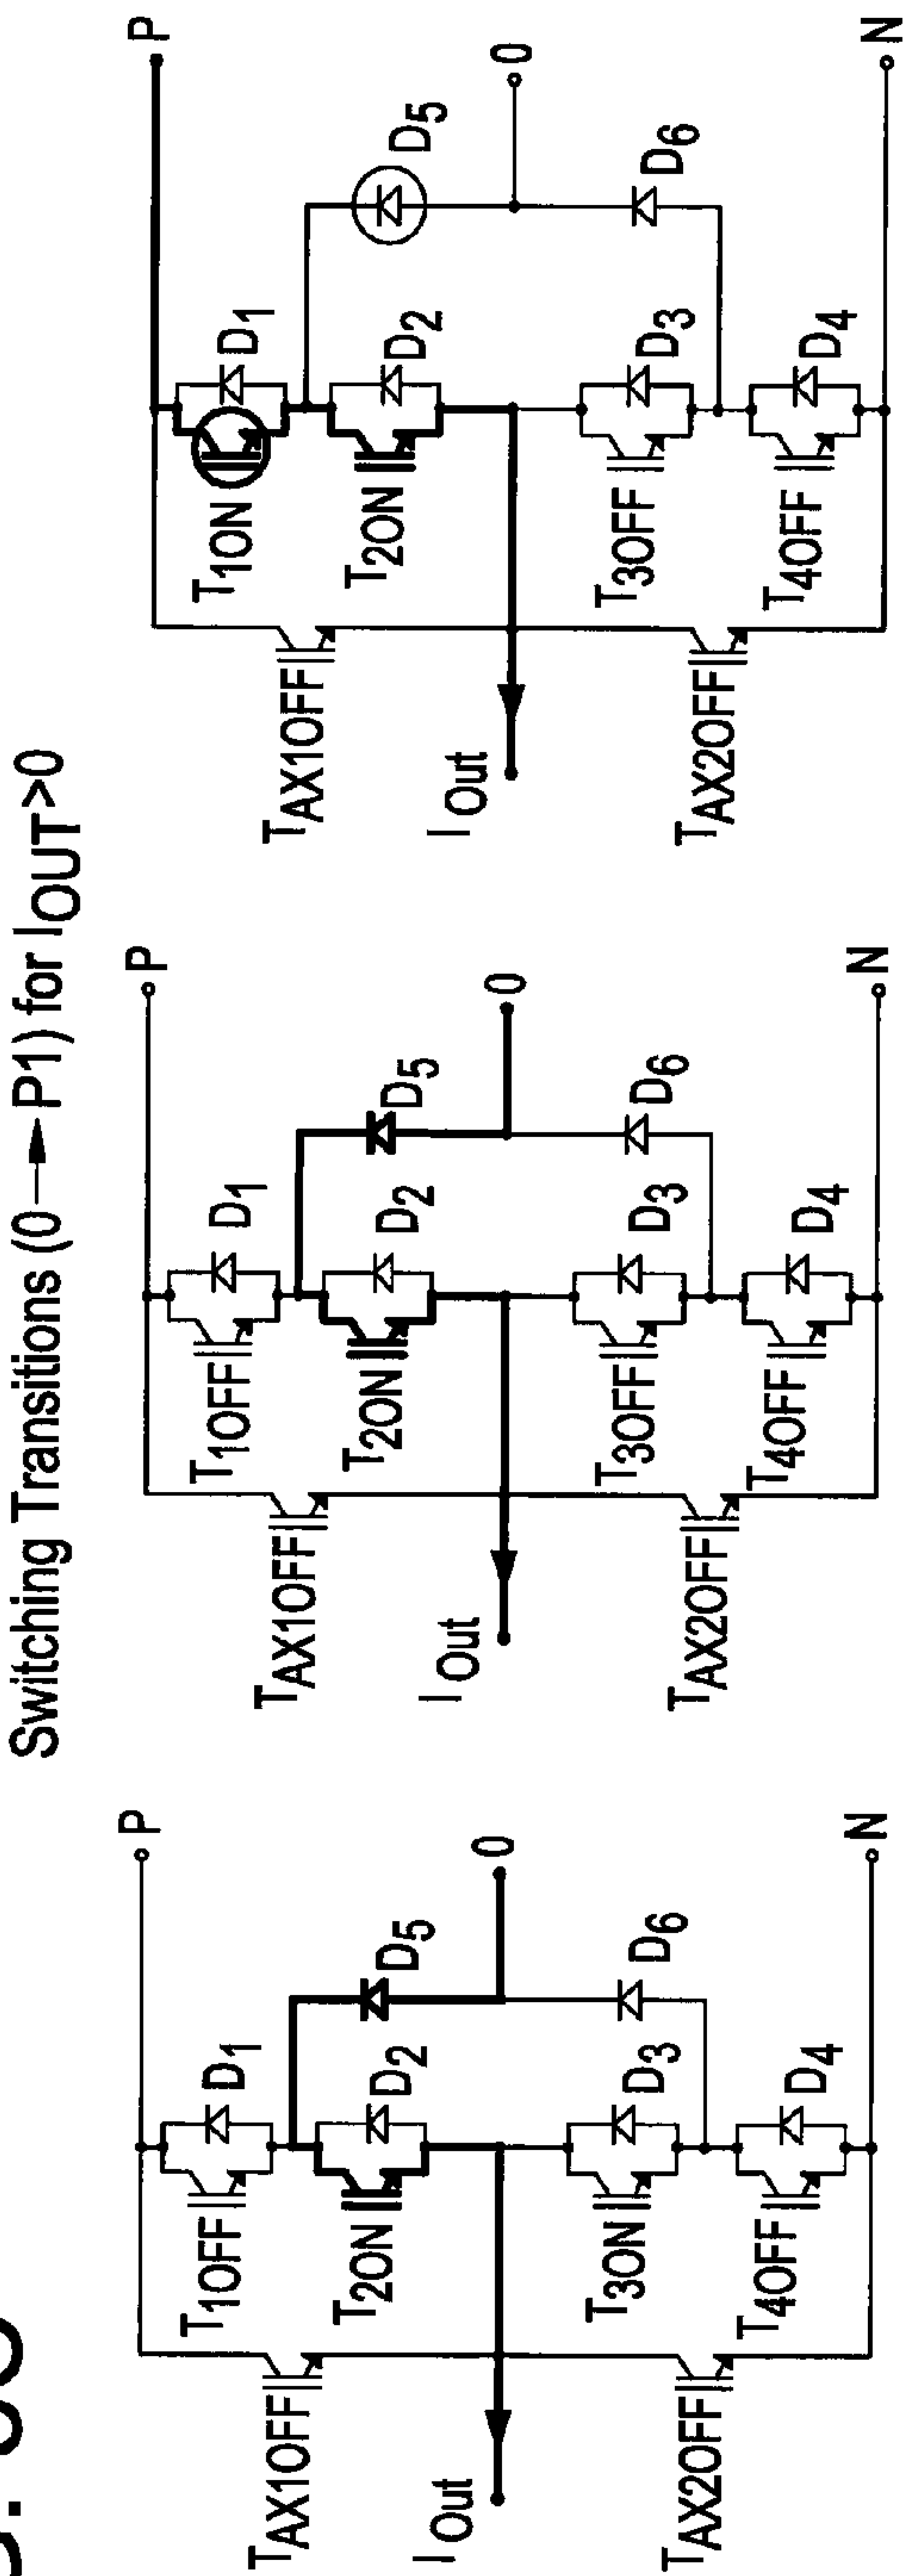 Switching Transitions (0→P1) for IOUT>0
P
T1OFF
D1
TAX1OFF
D5
T2ON
D2
IOut
0
T3ON
D3
D6
TAX2OFF
T4OFF
D4
N
P
T1OFF
D1
TAX1OFF
D5
T2ON
D2
IOut
0
T3OFF
D3
D6
TAX2OFF
T4OFF
D4
N
P
T1ON
D1
TAX1OFF
D5
T2ON
D2
IOut
0
T3OFF
D3
D6
TAX2OFF
T4OFF
D4
N